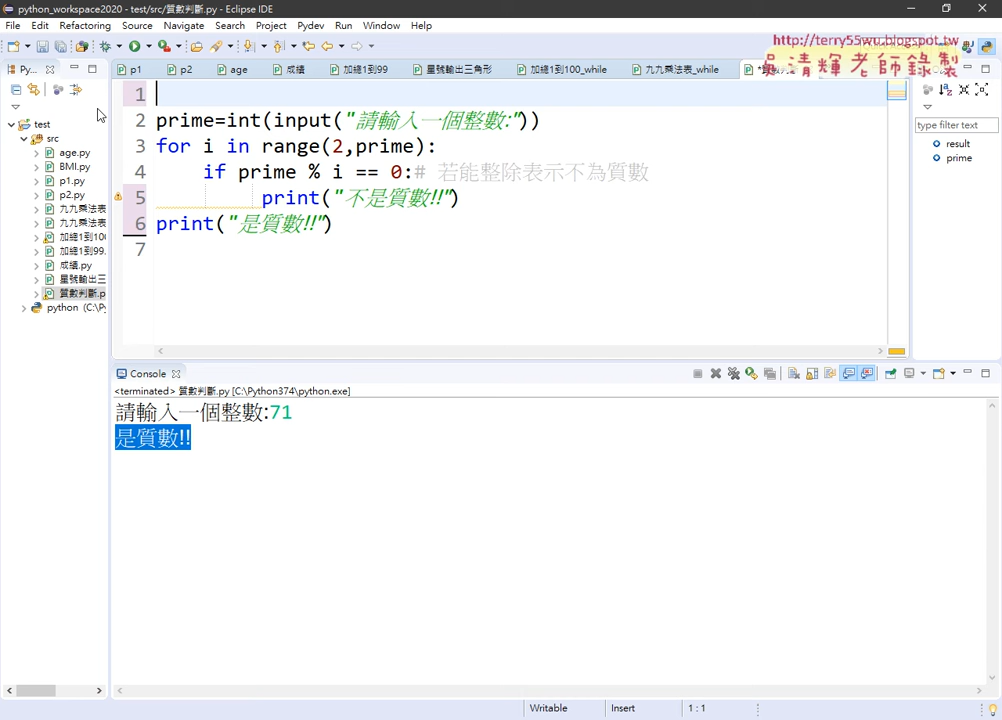 python_workspace2020 - test/src/質數判斷.py - Eclipse IDE
File Edit Refactoring Source Navigate Search Project Pydev Run Window Help
http://terry55wu.blogspot.tw
吳清輝老師錄製
Py...
p1 p2 age 成績 加總1到99 星號輸出三角形 加總1到100_while 九九乘法表_while
test
src
age.py
BMI.py
p1.py
p2.py
九九乘法表
九九乘法表
加總1到100
加總1到99.
成績.py
星號輸出三
質數判斷.p
python (C:\Py
1
2 prime=int(input("請輸入一個整數:"))
3 for i in range(2,prime):
4 if prime % i == 0:# 若能整除表示不為質數
5 print("不是質數!!")
6 print("是質數!!")
7
type filter text
result
prime
Console
<terminated> 質數判斷.py [C:\Python374\python.exe]
請輸入一個整數:71
是質數!!
Writable Insert 1 : 1